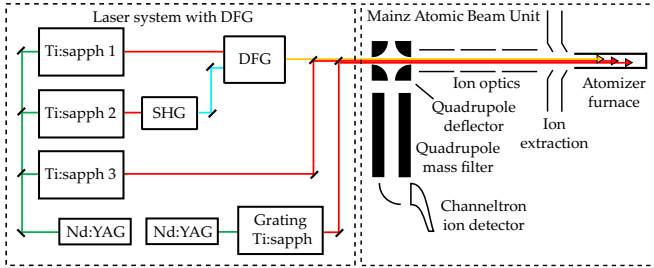 Laser system with DFG
Ti:sapph 1
DFG
Ti:sapph 2
SHG
Ti:sapph 3
Nd:YAG
Nd:YAG
Grating
Ti:sapph
Mainz Atomic Beam Unit
Ion optics
Atomizer
furnace
Quadrupole
deflector
Ion
extraction
Quadrupole
mass filter
Channeltron
ion detector